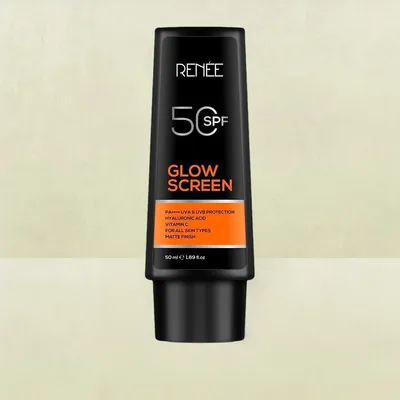 RENÉE
50 SPF
GLOW
SCREEN
PA++++ UVA & UVB PROTECTION
HYALURONIC ACID
VITAMIN C
FOR ALL SKIN TYPES
MATTE FINISH
50 ml ℮ 1.69 fl.oz